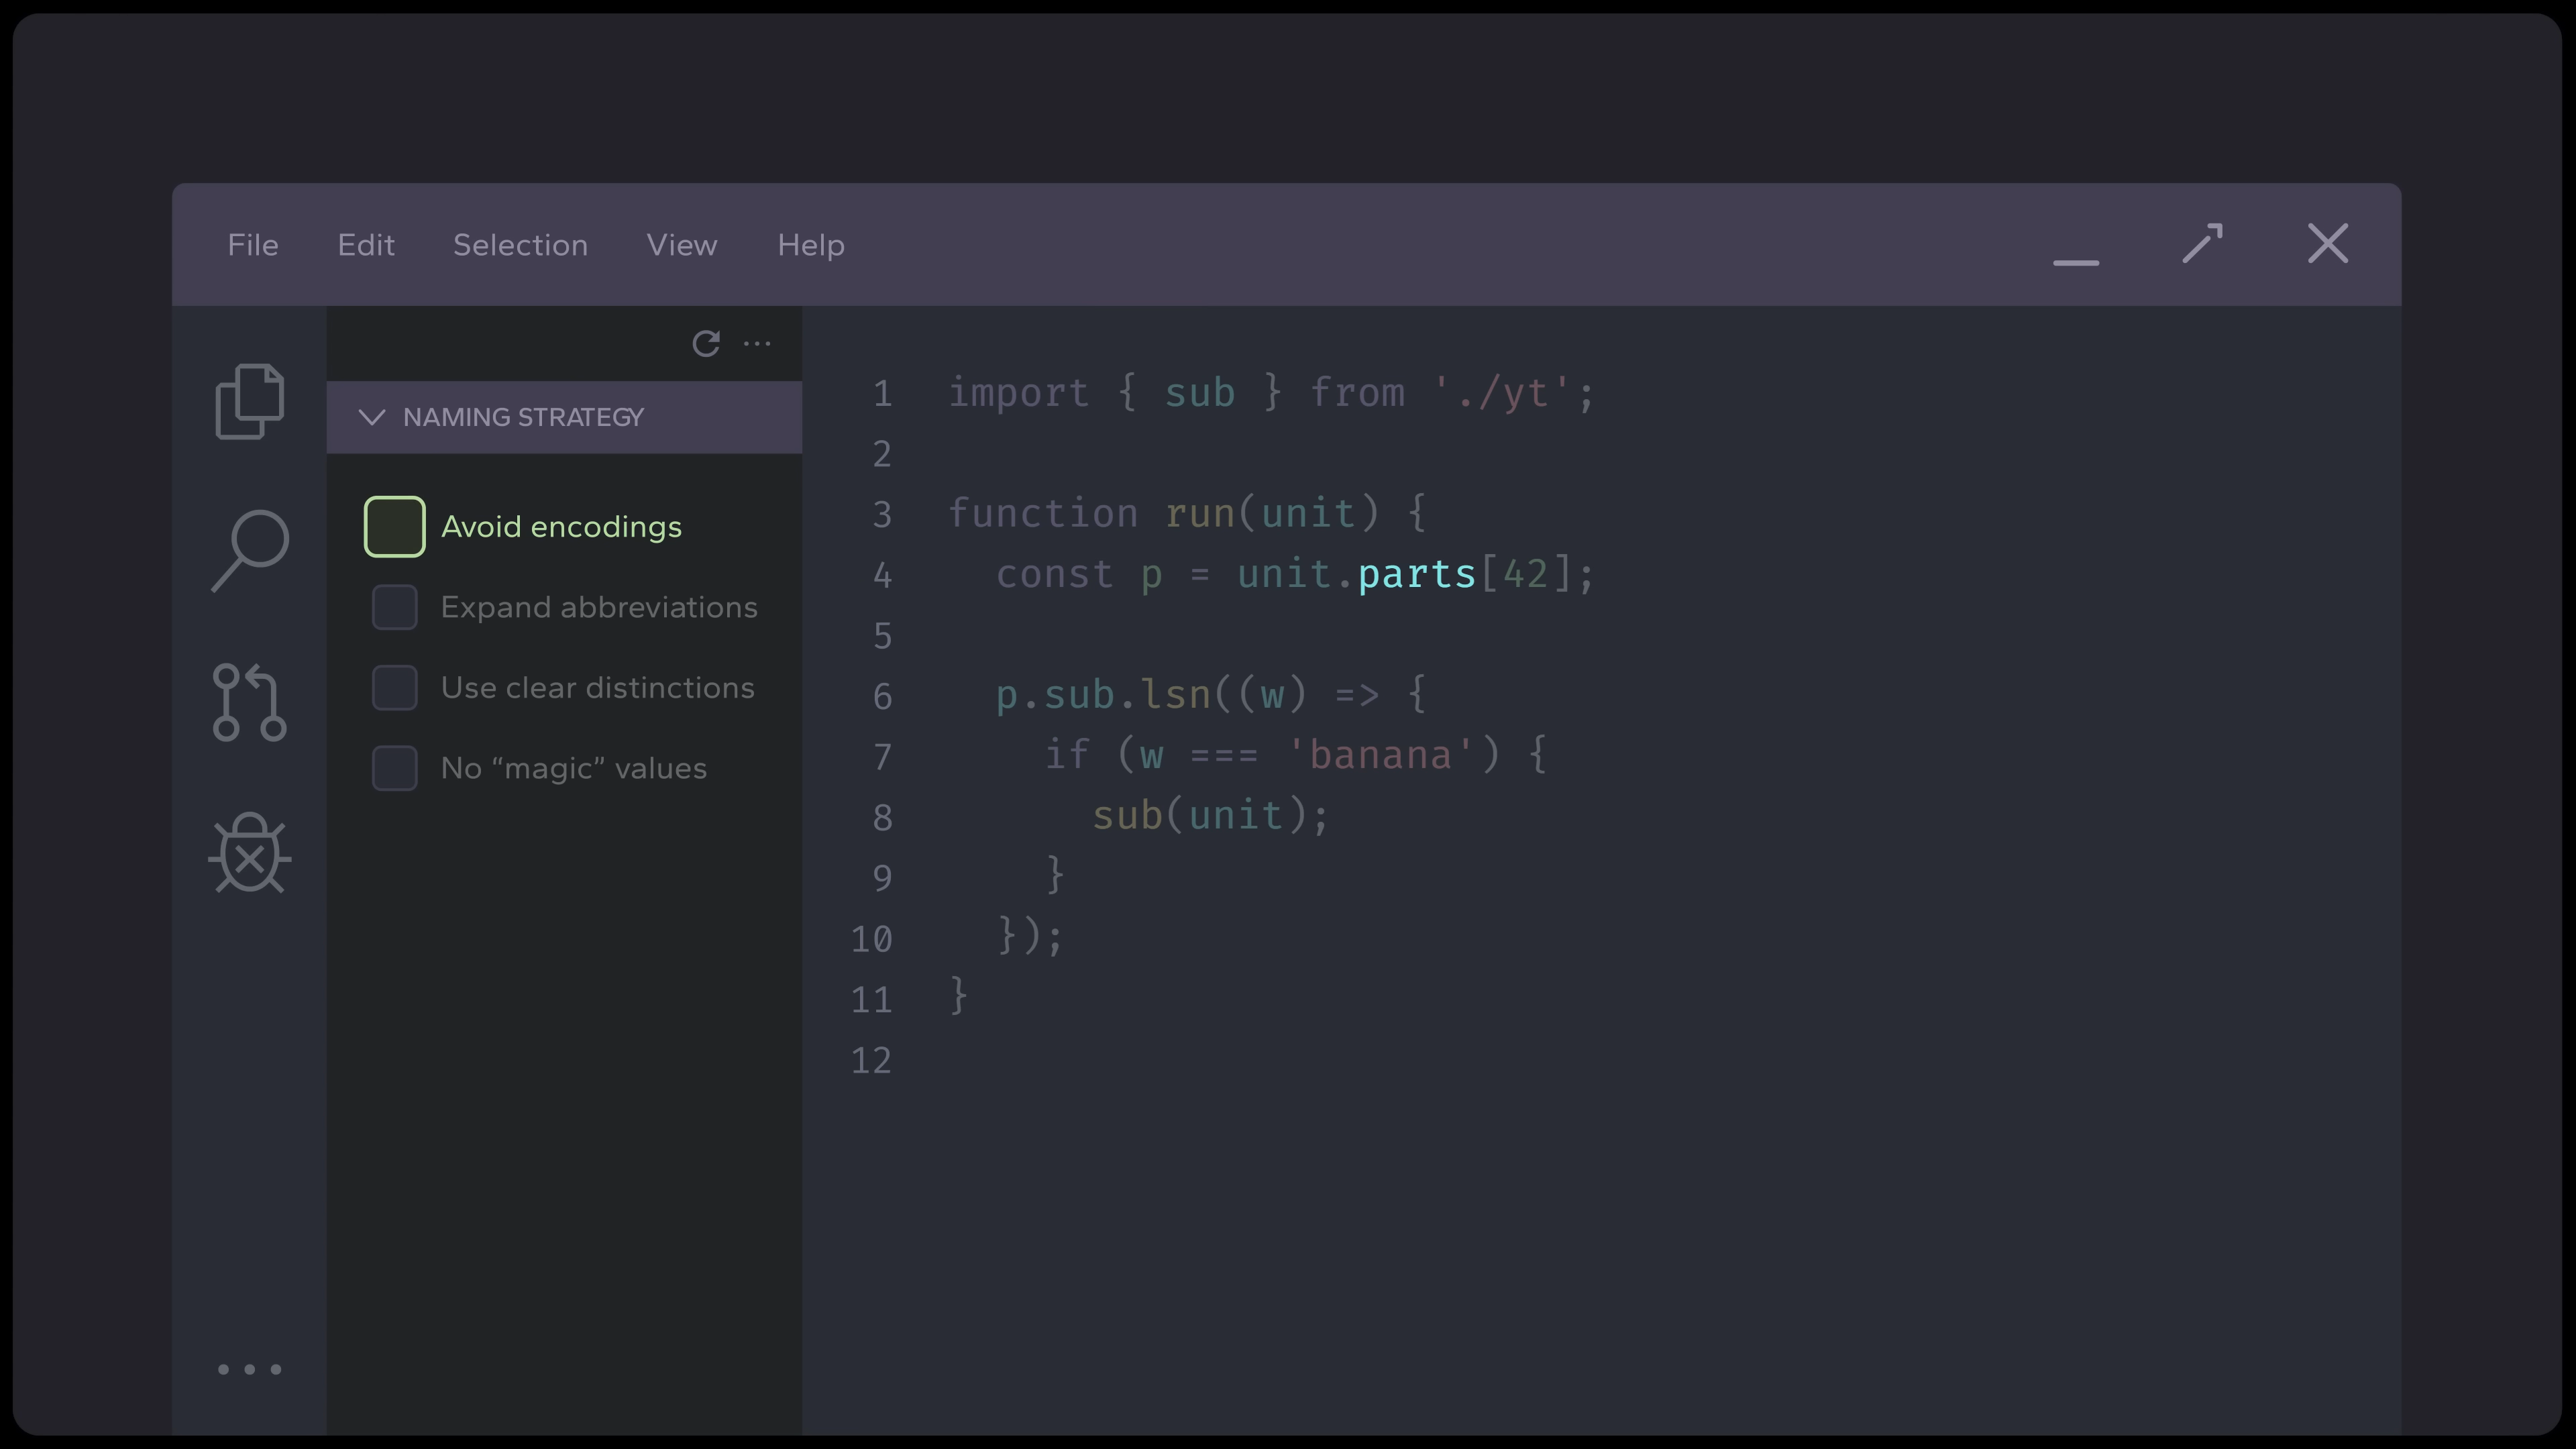 File Edit Selection View Help
NAMING STRATEGY
Avoid encodings
Expand abbreviations
Use clear distinctions
No “magic” values
1 import { sub } from './yt';
2
3 function run(unit) {
4 const p = unit.parts[42];
5
6 p.sub.lsn((w) => {
7 if (w === 'banana') {
8 sub(unit);
9 }
10 });
11 }
12